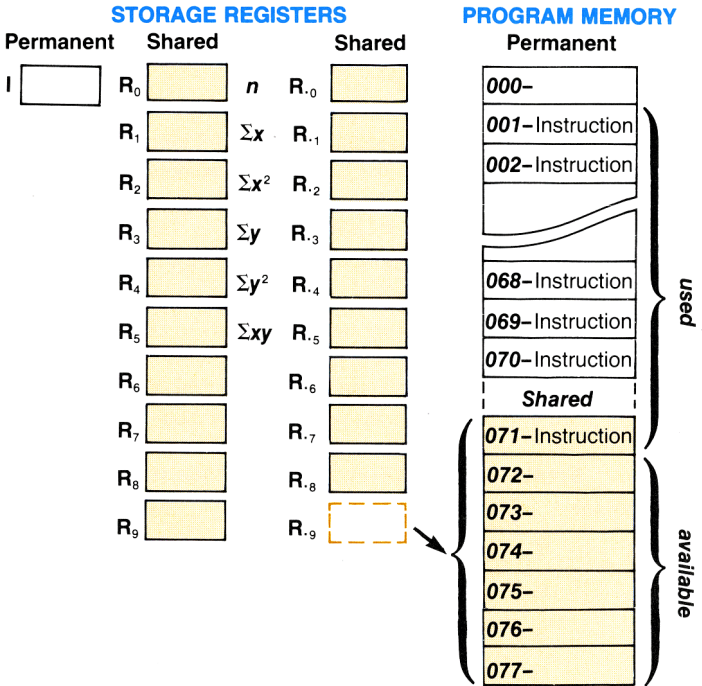 STORAGE REGISTERS
PROGRAM MEMORY
Permanent Shared Shared Permanent
I R₀ n R.₀ 000–
R₁ Σx R.₁ 001–Instruction
R₂ Σx² R.₂ 002–Instruction
R₃ Σy R.₃
R₄ Σy² R.₄ 068–Instruction
R₅ Σxy R.₅ 069–Instruction
R₆ R.₆ 070–Instruction
used
Shared
R₇ R.₇ 071–Instruction
R₈ R.₈ 072–
R₉ R.₉ 073–
074–
075–
076–
077–
available